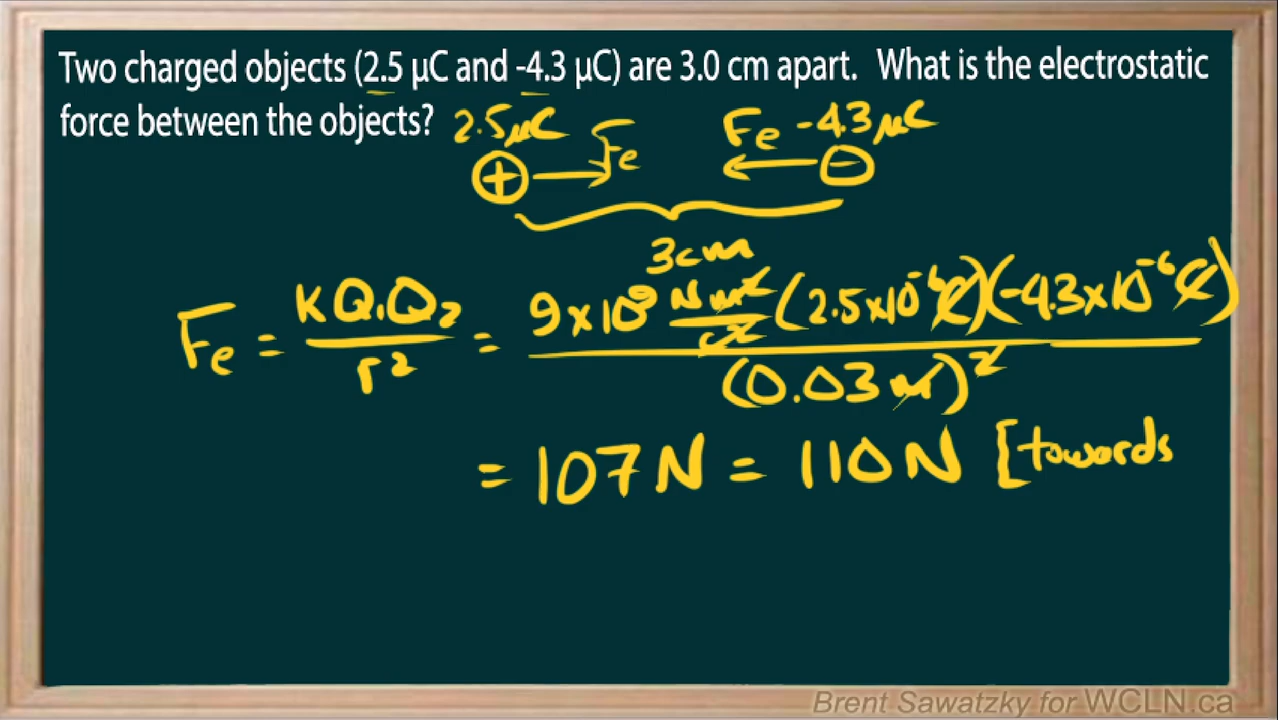 Two charged objects (2.5 µC and -4.3 µC) are 3.0 cm apart. What is the electrostatic
force between the objects?
2.5µC Fe Fe -4.3µC
+ -
3cm
Fe = kQ₁Q₂/r² = 9x10⁹ Nm²/C² (2.5x10⁻⁶C)(-4.3x10⁻⁶C)/(0.03m)²
= 107N = 110N [towards
Brent Sawatzky for WCLN.ca